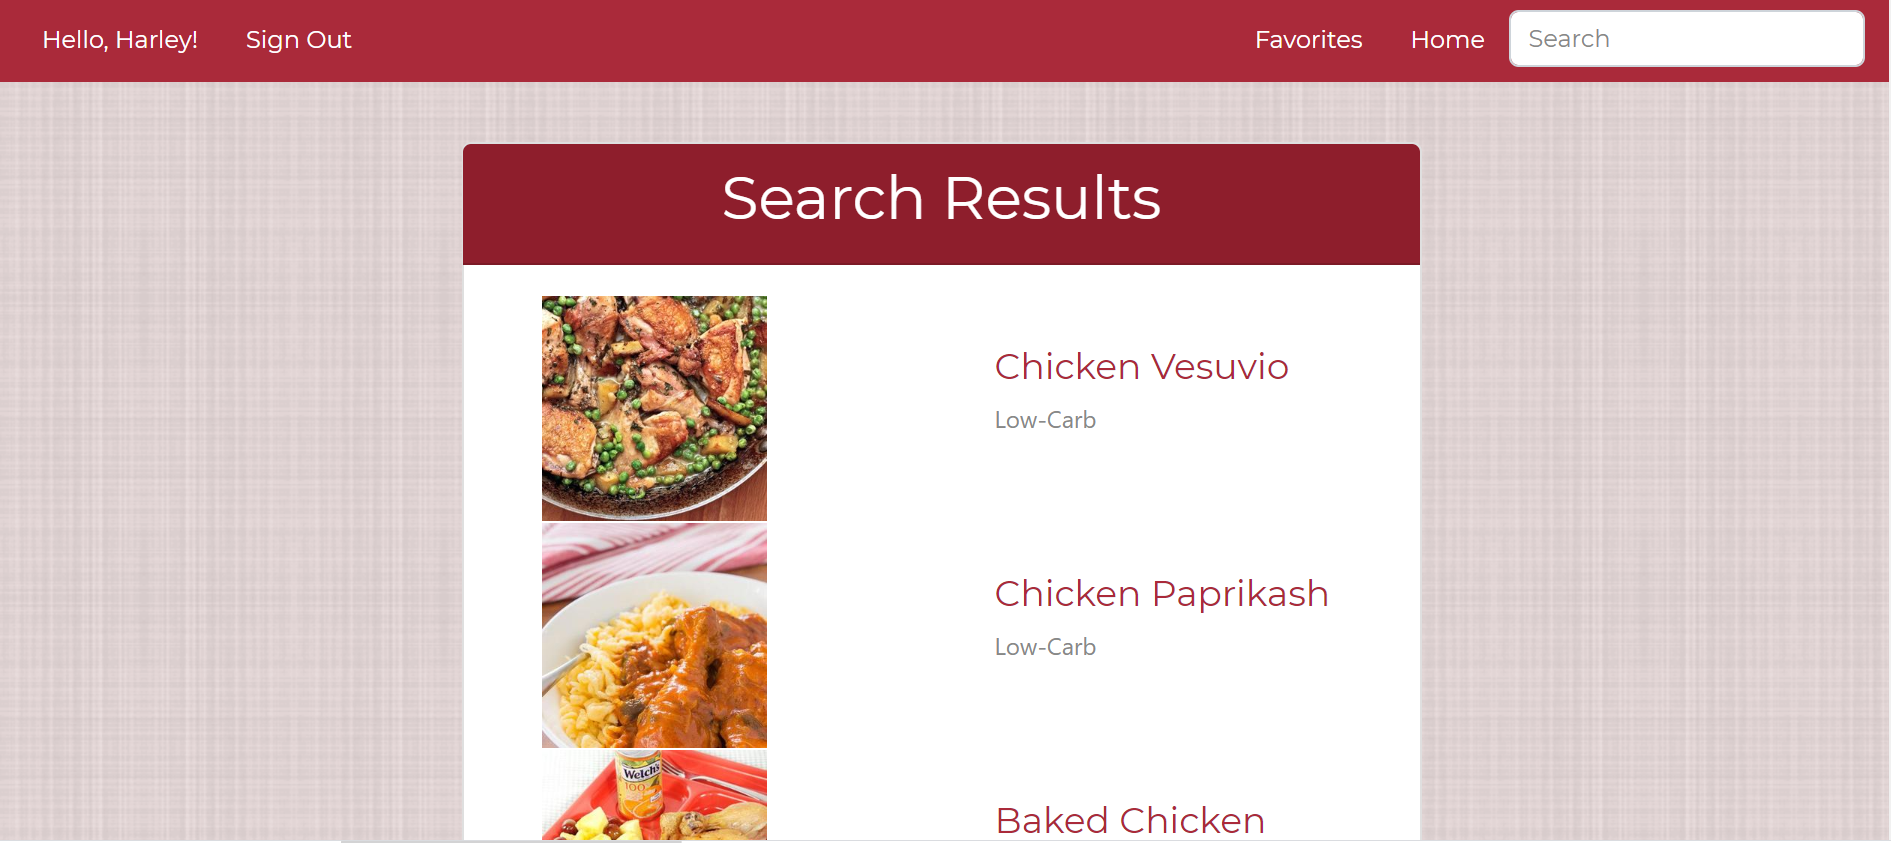 Hello, Harley! Sign Out Favorites Home Search
Search Results
Chicken Vesuvio
Low-Carb
Chicken Paprikash
Low-Carb
Welch's
100
Baked Chicken